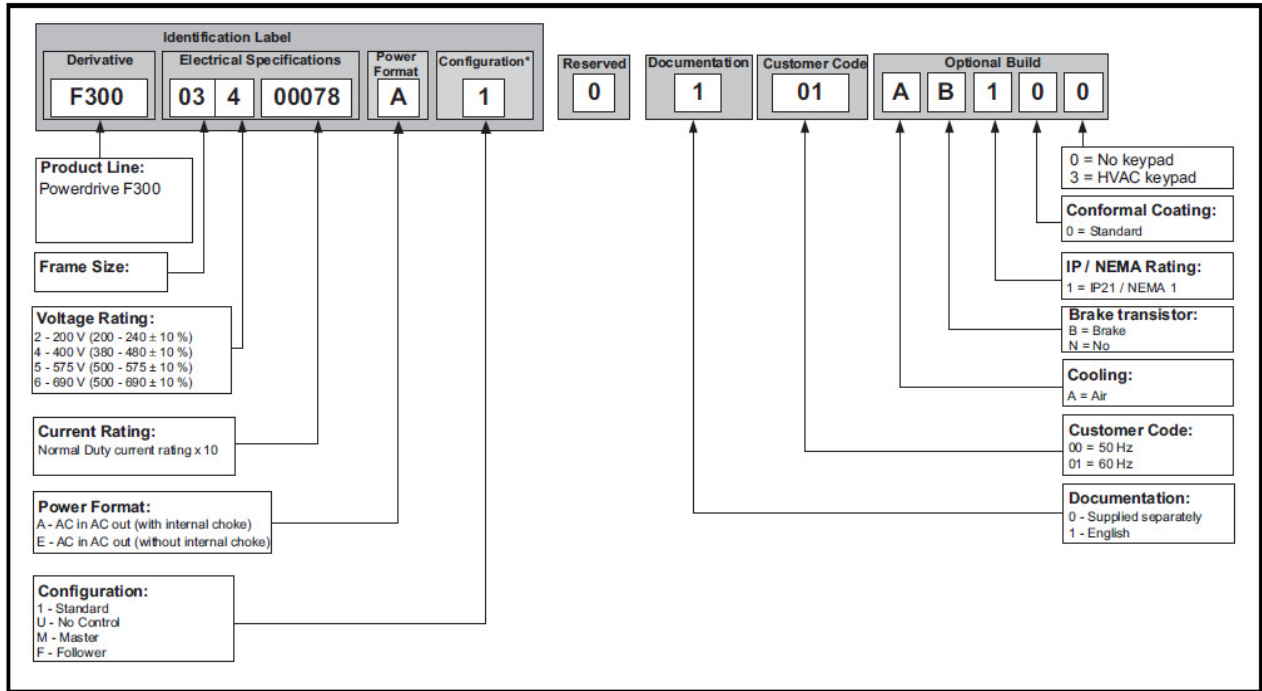 Identification Label
Derivative
Electrical Specifications
Power
Format
Configuration*
Reserved
Documentation
Customer Code
Optional Build
F300
03
4
00078
A
1
0
1
01
A
B
1
0
0
Product Line:
Powerdrive F300
Frame Size:
Voltage Rating:
2 - 200 V (200 - 240 ± 10 %)
4 - 400 V (380 - 480 ± 10 %)
5 - 575 V (500 - 575 ± 10 %)
6 - 690 V (500 - 690 ± 10 %)
Current Rating:
Normal Duty current rating x 10
Power Format:
A - AC in AC out (with internal choke)
E - AC in AC out (without internal choke)
Configuration:
1 - Standard
U - No Control
M - Master
F - Follower
0 = No keypad
3 = HVAC keypad
Conformal Coating:
0 = Standard
IP / NEMA Rating:
1 = IP21 / NEMA 1
Brake transistor:
B = Brake
N = No
Cooling:
A = Air
Customer Code:
00 = 50 Hz
01 = 60 Hz
Documentation:
0 - Supplied separately
1 - English